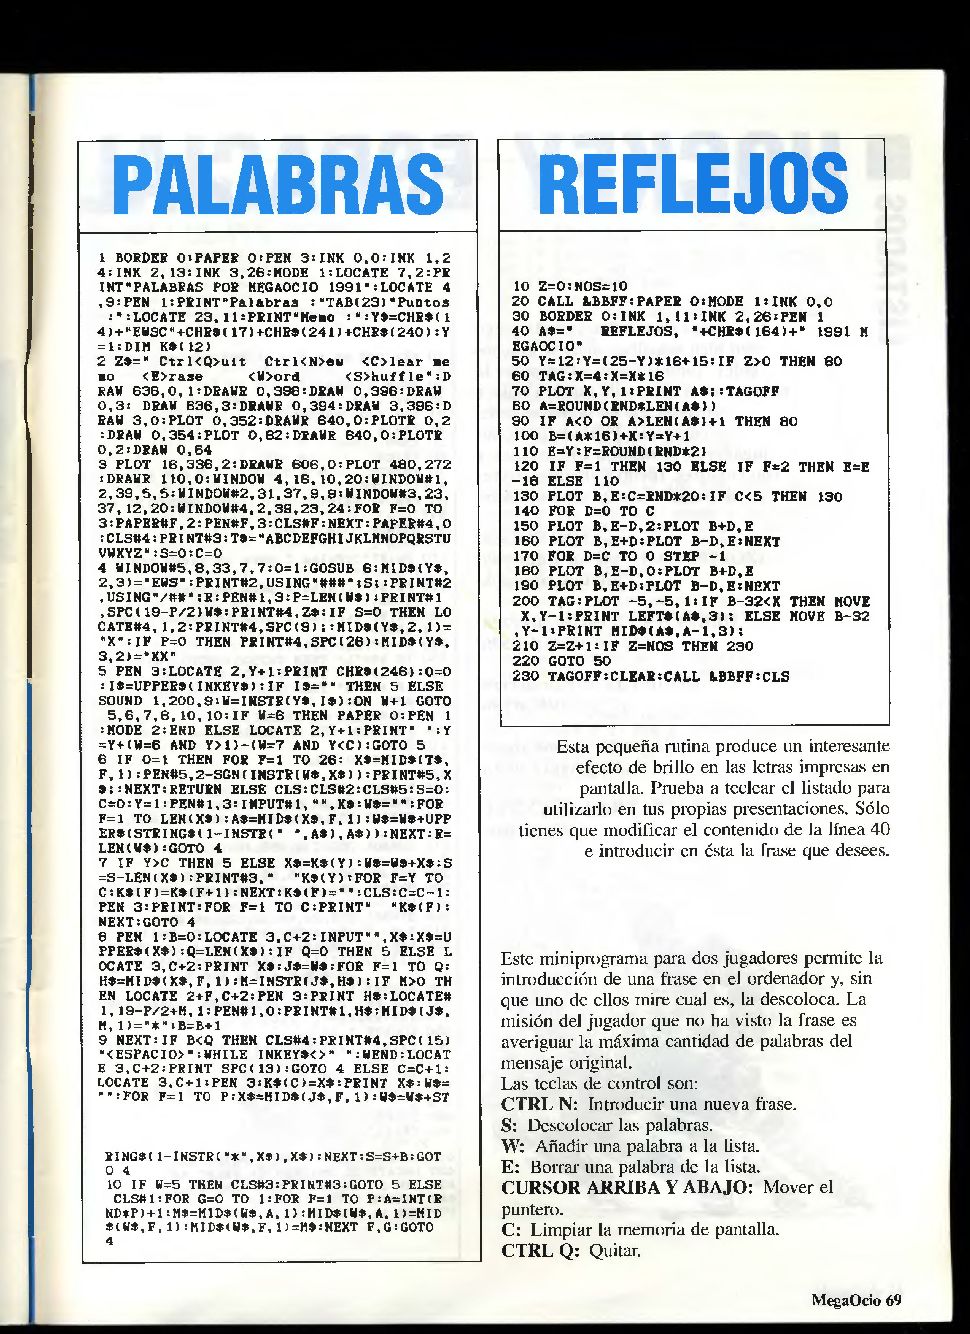 PALABRAS
1 BORDER 0:PAPER 0:PEN 3:INK 0,0:INK 1,2
4:INK 2,13:INK 3,26:MODE 1:LOCATE 7,2:PR
INT"PALABRAS POR MEGAOCIO 1991":LOCATE 4
,9:PEN 1:PRINT"Palabras :"TAB(23)"Puntos
 :":LOCATE 23,11:PRINT"Memo :":Y$=CHR$(1
4)+"EWSC"+CHR$(17)+CHR$(241)+CHR$(240):Y
=1:DIM K$(12)
2 Z$=" Ctrl<Q>uit Ctrl<N>ew <C>lear me
mo <E>rase <W>ord <S>huffle":D
RAW 636,0,1:DRAWR 0,398:DRAW 0,396:DRAW
0,3: DRAW 636,3:DRAWR 0,394:DRAW 3,396:D
RAW 3,0:PLOT 0,352:DRAWR 640,0:PLOTR 0,2
:DRAW 0,354:PLOT 0,62:DRAWR 640,0:PLOTR
0,2:DRAW 0,64
3 PLOT 16,336,2:DRAWR 606,0:PLOT 480,272
:DRAWR 110,0:WINDOW 4,16,10,20:WINDOW#1,
2,39,5,5:WINDOW#2,31,37,9,9:WINDOW#3,23,
37,12,20:WINDOW#4,2,39,23,24:FOR F=0 TO
3:PAPER#F,2:PEN#F,3:CLS#F:NEXT:PAPER#4,0
:CLS#4:PRINT#3:T$="ABCDEFGHIJKLMNOPQRSTU
VWXYZ":S=0:C=0
4 WINDOW#5,8,33,7,7:O=1:GOSUB 6:MID$(Y$,
2,3)="EWS":PRINT#2,USING"###";S;:PRINT#2
,USING"/##";R:PEN#1,3:P=LEN(W$):PRINT#1
,SPC(19-P/2)W$:PRINT#4,Z$:IF S=0 THEN LO
CATE#4,1,2:PRINT#4,SPC(9);:MID$(Y$,2,1)=
"X":IF P=0 THEN PRINT#4,SPC(26);MID$(Y$,
3,2)="XX"
5 PEN 3:LOCATE 2,Y+1:PRINT CHR$(246):O=0
:I$=UPPER$(INKEY$):IF I$="" THEN 5 ELSE
SOUND 1,200,9:W=INSTR(Y$,I$):ON W+1 GOTO
 5,6,7,8,10,10:IF W=6 THEN PAPER 0:PEN 1
:MODE 2:END ELSE LOCATE 2,Y+1:PRINT" ":Y
=Y+(W=6 AND Y>1)-(W=7 AND Y<C):GOTO 5
6 IF O=1 THEN FOR F=1 TO 26: X$=MID$(T$,
F,1):PEN#5,2-SGN(INSTR(W$,X$)):PRINT#5,X
$;:NEXT:RETURN ELSE CLS:CLS#2:CLS#5:S=0:
C=0:Y=1:PEN#1,3:INPUT#1,"",X$:W$="":FOR
F=1 TO LEN(X$):A$=MID$(X$,F,1):W$=W$+UPP
ER$(STRING$(1-INSTR(" ",A$),A$)):NEXT:R=
LEN(W$):GOTO 4
7 IF Y>C THEN 5 ELSE X$=K$(Y):W$=W$+X$:S
=S-LEN(X$):PRINT#3," "K$(Y):FOR F=Y TO
C:K$(F)=K$(F+1):NEXT:K$(F)="":CLS:C=C-1:
PEN 3:PRINT:FOR F=1 TO C:PRINT" "K$(F):
NEXT:GOTO 4
8 PEN 1:B=0:LOCATE 3,C+2:INPUT"",X$:X$=U
PPER$(X$):Q=LEN(X$):IF Q=0 THEN 5 ELSE L
OCATE 3,C+2:PRINT X$:J$=W$:FOR F=1 TO Q:
H$=MID$(X$,F,1):M=INSTR(J$,H$):IF M>0 TH
EN LOCATE 2+F,C+2:PEN 3:PRINT H$:LOCATE#
1,19-P/2+M,1:PEN#1,0:PRINT#1,H$:MID$(J$,
M,1)="*":B=B+1
9 NEXT:IF B<Q THEN CLS#4:PRINT#4,SPC(15)
"<ESPACIO>":WHILE INKEY$<>" ":WEND:LOCAT
E 3,C+2:PRINT SPC(13):GOTO 4 ELSE C=C+1:
LOCATE 3,C+1:PEN 3:K$(C)=X$:PRINT X$:W$=
"":FOR F=1 TO P:X$=MID$(J$,F,1):W$=W$+ST
RING$(1-INSTR("*",X$),X$):NEXT:S=S+B:GOT
O 4
10 IF W=5 THEN CLS#3:PRINT#3:GOTO 5 ELSE
 CLS#1:FOR G=0 TO 1:FOR F=1 TO P:A=INT(R
ND*P)+1:M$=MID$(W$,A,1):MID$(W$,A,1)=MID
$(W$,F,1):MID$(W$,F,1)=M$:NEXT F,G:GOTO
4
REFLEJOS
10 Z=0:NOS=10
20 CALL &BBFF:PAPER 0:MODE 1:INK 0,0
30 BORDER 0:INK 1,11:INK 2,26:PEN 1
40 A$=" REFLEJOS, "+CHR$(164)+" 1991 M
EGAOCIO"
50 Y=12:Y=(25-Y)*16+15:IF Z>0 THEN 80
60 TAG:X=4:X=X*16
70 PLOT X,Y,1:PRINT A$;:TAGOFF
80 A=ROUND(RND*LEN(A$))
90 IF A<0 OR A>LEN(A$)+1 THEN 80
100 B=(A*16)+X:Y=Y+1
110 E=Y:F=ROUND(RND*2)
120 IF F=1 THEN 130 ELSE IF F=2 THEN E=E
-16 ELSE 110
130 PLOT B,E:C=RND*20:IF C<5 THEN 130
140 FOR D=0 TO C
150 PLOT B,E-D,2:PLOT B+D,E
160 PLOT B,E+D:PLOT B-D,E:NEXT
170 FOR D=C TO 0 STEP -1
180 PLOT B,E-D,0:PLOT B+D,E
190 PLOT B,E+D:PLOT B-D,E:NEXT
200 TAG:PLOT -5,-5,1:IF B-32<X THEN MOVE
 X,Y-1:PRINT LEFT$(A$,3); ELSE MOVE B-32
,Y-1:PRINT MID$(A$,A-1,3);
210 Z=Z+1:IF Z=NOS THEN 230
220 GOTO 50
230 TAGOFF:CLEAR:CALL &BBFF:CLS
Esta pequeña rutina produce un interesante
efecto de brillo en las letras impresas en
pantalla. Prueba a teclear el listado para
utilizarlo en tus propias presentaciones. Sólo
tienes que modificar el contenido de la línea 40
e introducir en ésta la frase que desees.
Este miniprograma para dos jugadores permite la
introducción de una frase en el ordenador y, sin
que uno de ellos mire cual es, la descoloca. La
misión del jugador que no ha visto la frase es
averiguar la máxima cantidad de palabras del
mensaje original.
Las teclas de control son:
CTRL N: Introducir una nueva frase.
S: Descolocar las palabras.
W: Añadir una palabra a la lista.
E: Borrar una palabra de la lista.
CURSOR ARRIBA Y ABAJO: Mover el
puntero.
C: Limpiar la memoria de pantalla.
CTRL Q: Quitar.
MegaOcio 69